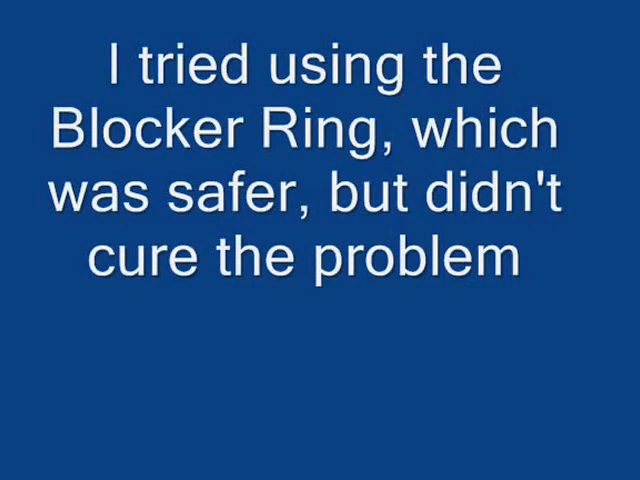 I tried using the
Blocker Ring, which
was safer, but didn't
cure the problem